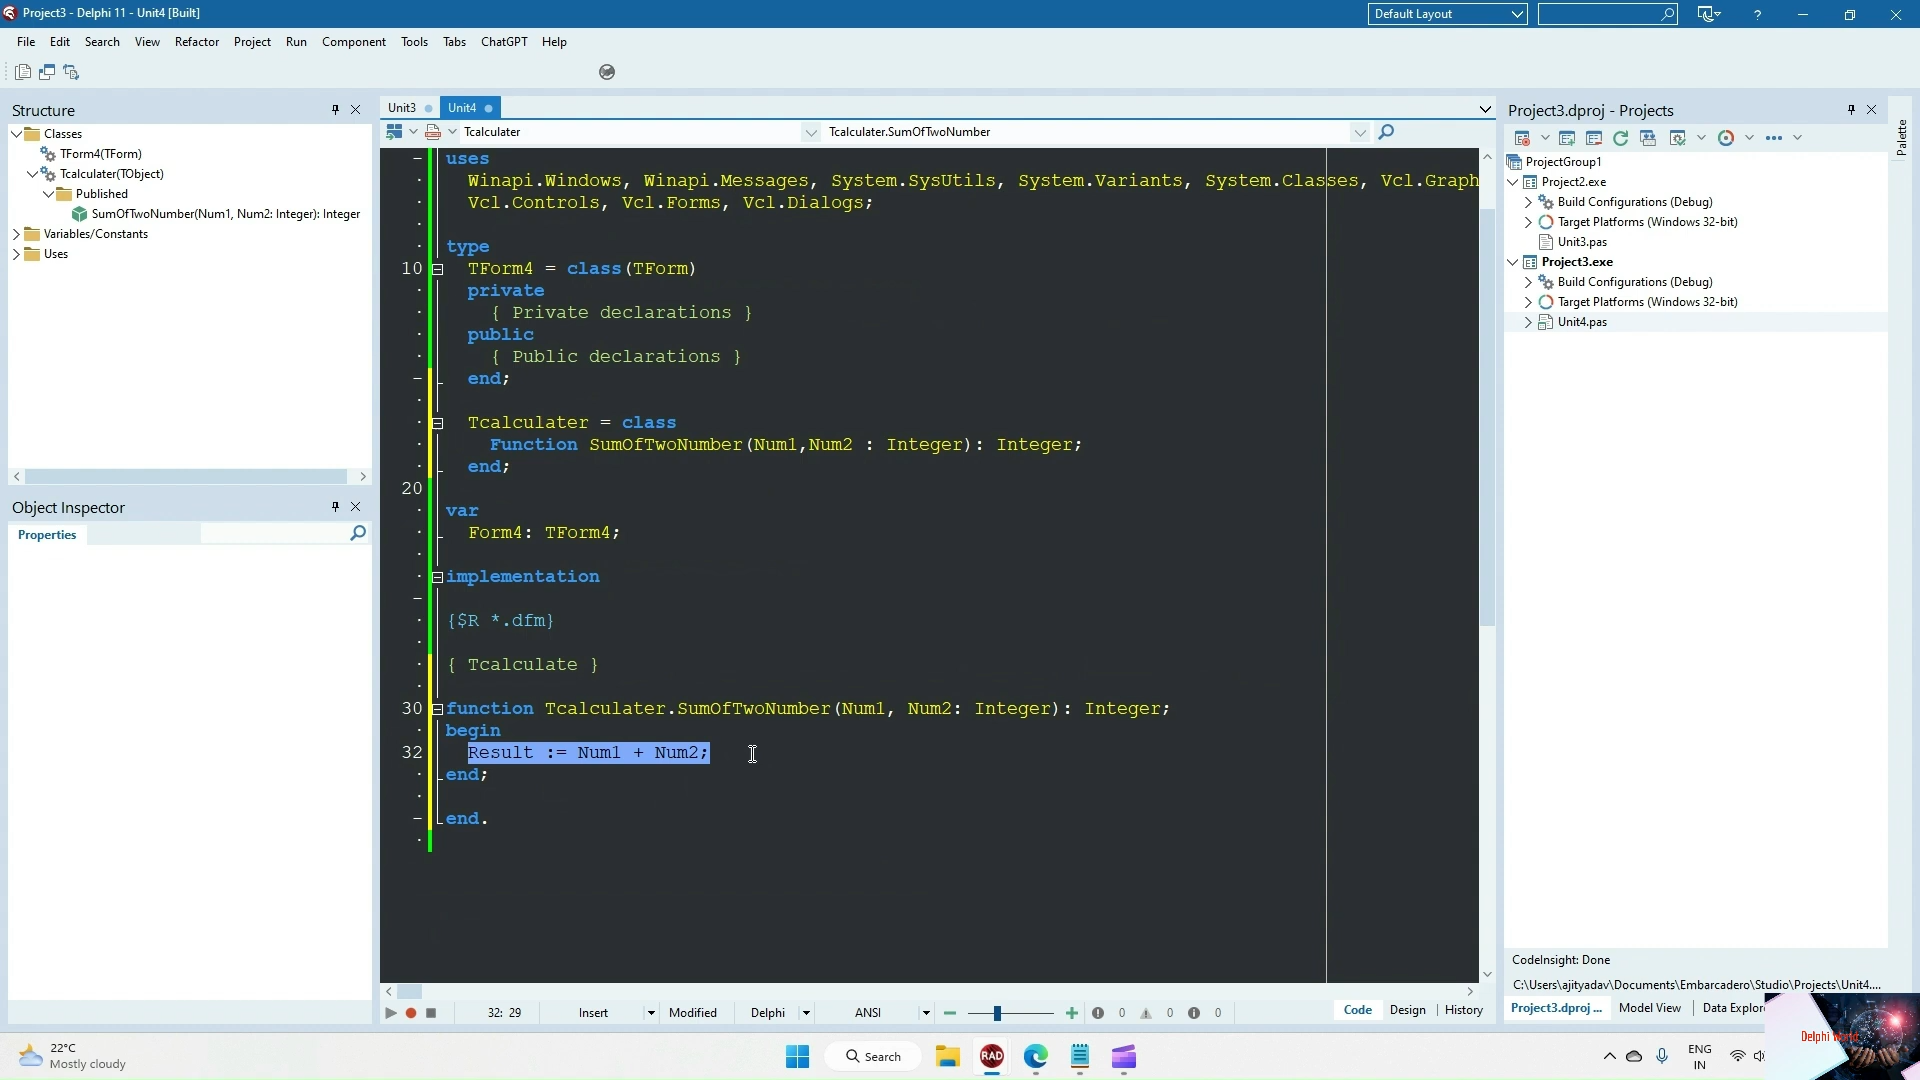 Project3 - Delphi 11 - Unit4 [Built]
Default Layout
File Edit Search View Refactor Project Run Component Tools Tabs ChatGPT Help
Structure
Classes
TForm4(TForm)
Tcalculater(TObject)
Published
SumOfTwoNumber(Num1, Num2: Integer): Integer
Variables/Constants
Uses
Object Inspector
Properties
Unit3
Unit4
Tcalculater
Tcalculater.SumOfTwoNumber
uses
Winapi.Windows, Winapi.Messages, System.SysUtils, System.Variants, System.Classes, Vcl.Graph
Vcl.Controls, Vcl.Forms, Vcl.Dialogs;
type
10 TForm4 = class(TForm)
private
{ Private declarations }
public
{ Public declarations }
end;
Tcalculater = class
Function SumOfTwoNumber(Num1,Num2 : Integer): Integer;
end;
20
var
Form4: TForm4;
implementation
{$R *.dfm}
{ Tcalculate }
30 function Tcalculater.SumOfTwoNumber(Num1, Num2: Integer): Integer;
begin
32 Result := Num1 + Num2;
end;
end.
32: 29 Insert Modified Delphi ANSI 0 0 0 Code Design History
Project3.dproj - Projects
ProjectGroup1
Project2.exe
Build Configurations (Debug)
Target Platforms (Windows 32-bit)
Unit3.pas
Project3.exe
Build Configurations (Debug)
Target Platforms (Windows 32-bit)
Unit4.pas
CodeInsight: Done
C:\Users\ajityadav\Documents\Embarcadero\Studio\Projects\Unit4....
Project3.dproj ... Model View Data Explor
Palette
22°C
Mostly cloudy
Search
RAD
ENG
IN
Delphi World